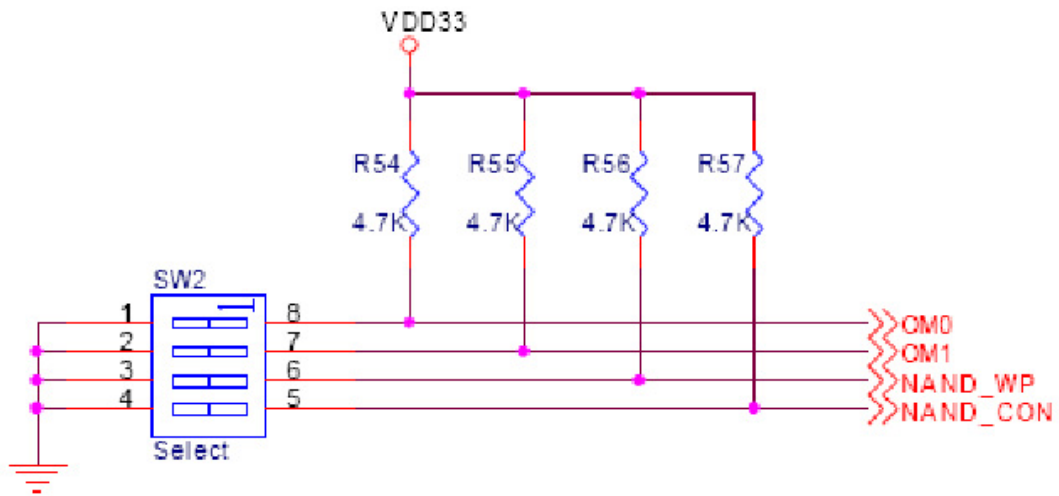 VDD33
R54 R55 R56 R57
4.7K 4.7K 4.7K 4.7K
SW2
1 8 OM0
2 7 OM1
3 6 NAND_WP
4 5 NAND_CON
Select